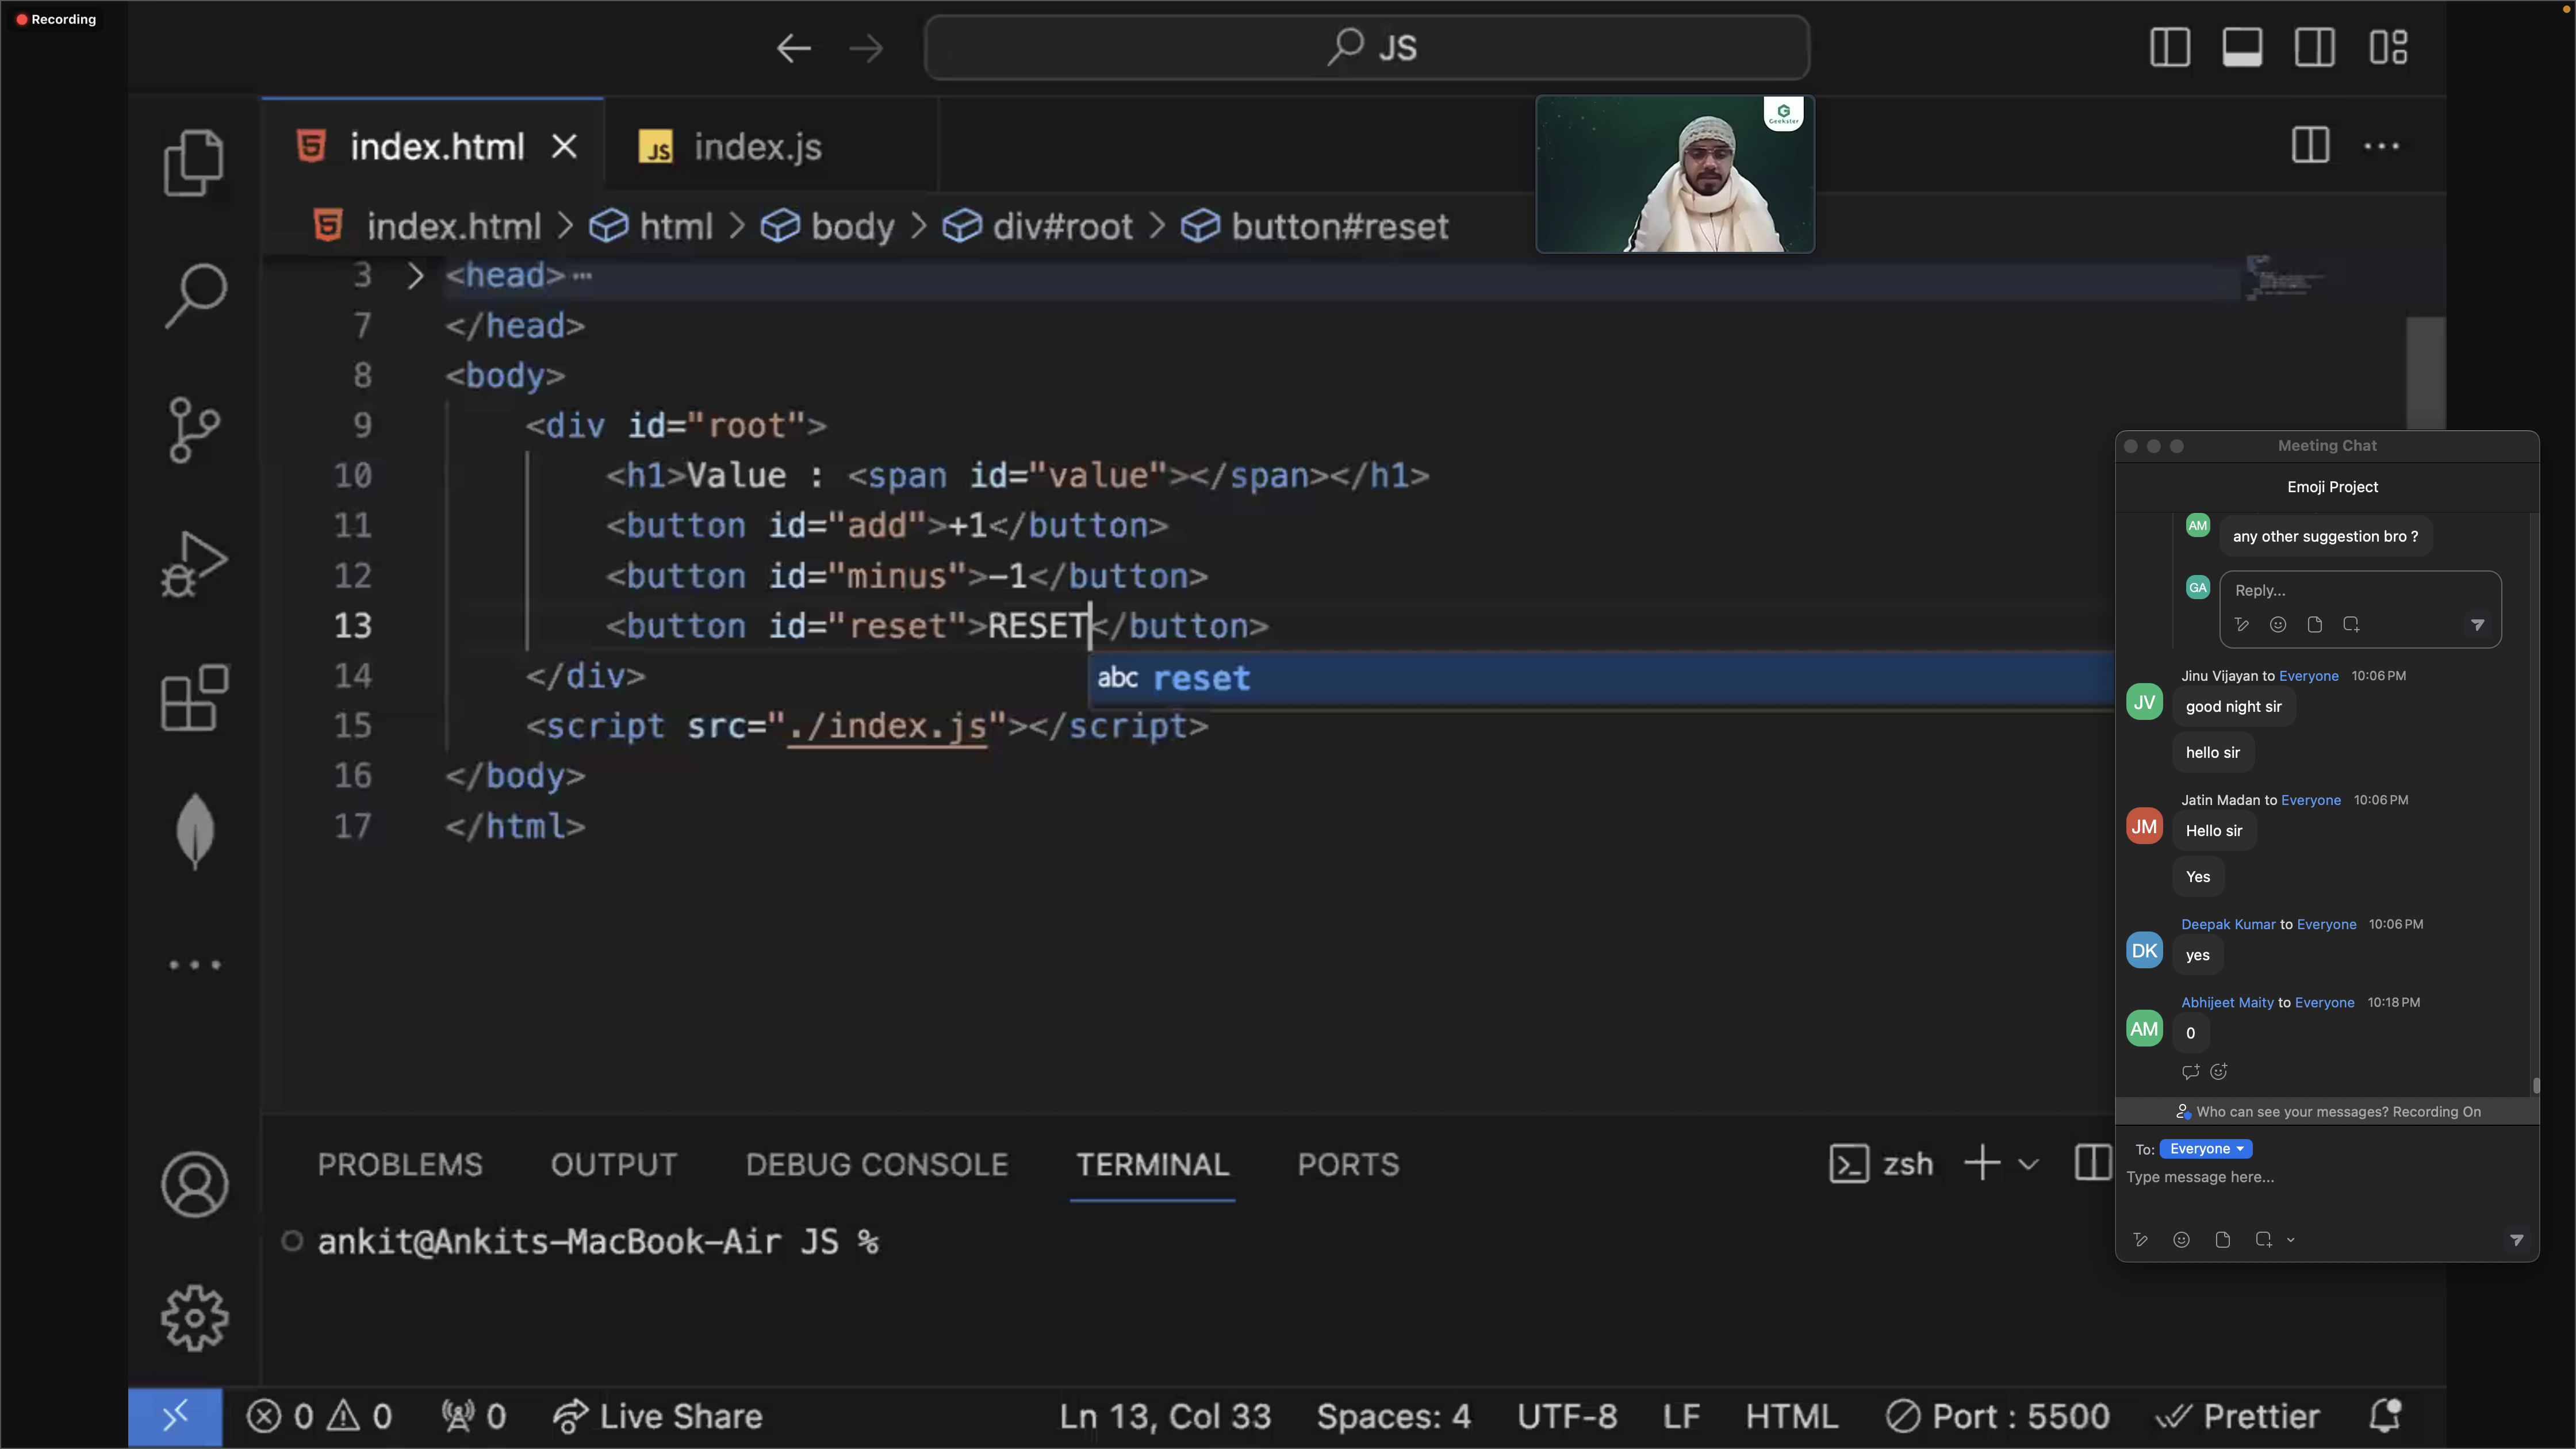 Recording
JS
Geekster
index.html
JS index.js
index.html > html > body > div#root > button#reset
3 <head>…
7 </head>
8 <body>
9 <div id="root">
10 <h1>Value : <span id="value"></span></h1>
11 <button id="add">+1</button>
12 <button id="minus">-1</button>
13 <button id="reset">RESET</button>
abc reset
14 </div>
15 <script src="./index.js"></script>
16 </body>
17 </html>
PROBLEMS OUTPUT DEBUG CONSOLE TERMINAL PORTS
zsh
ankit@Ankits-MacBook-Air JS %
0 0 0 Live Share
Ln 13, Col 33 Spaces: 4 UTF-8 LF HTML Port : 5500 Prettier
Meeting Chat
Emoji Project
AM
any other suggestion bro ?
GA
Reply...
Jinu Vijayan to Everyone 10:06 PM
JV
good night sir
hello sir
Jatin Madan to Everyone 10:06 PM
JM
Hello sir
Yes
Deepak Kumar to Everyone 10:06 PM
DK
yes
Abhijeet Maity to Everyone 10:18 PM
AM
0
Who can see your messages? Recording On
To: Everyone
Type message here...